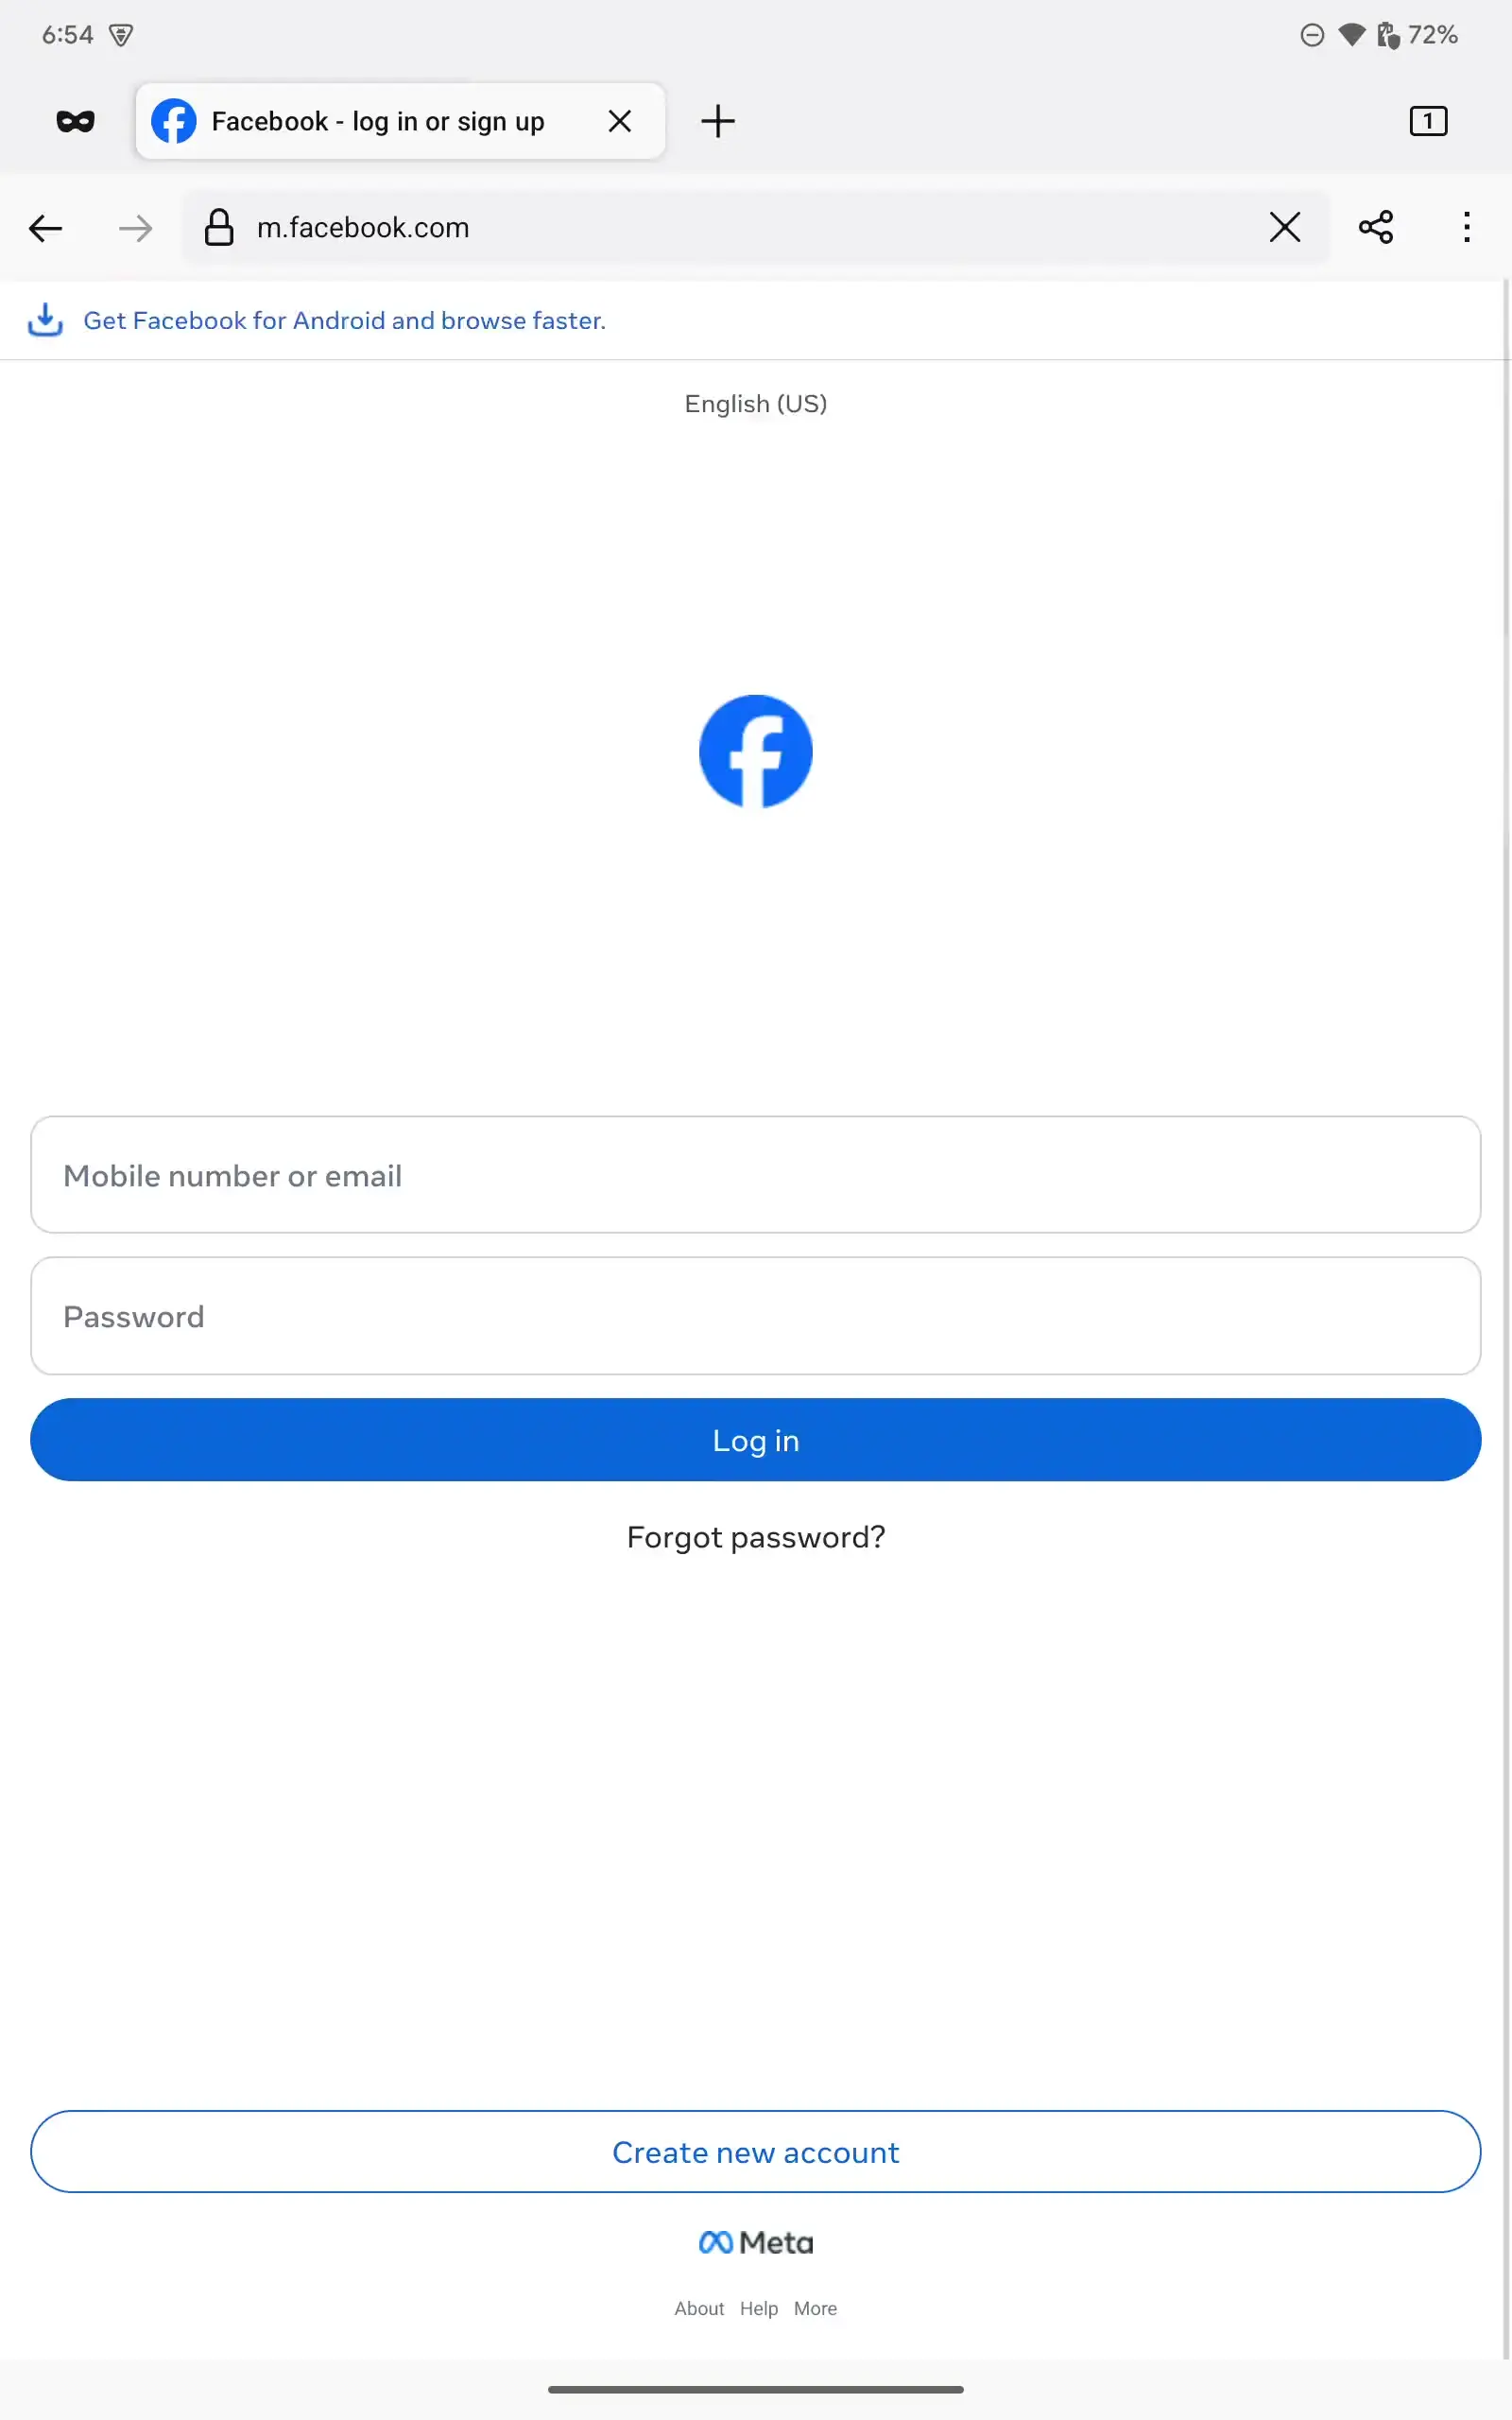 6:54
72%
Facebook - log in or sign up
1
m.facebook.com
Get Facebook for Android and browse faster.
English (US)
Mobile number or email
Password
Log in
Forgot password?
Create new account
Meta
About Help More